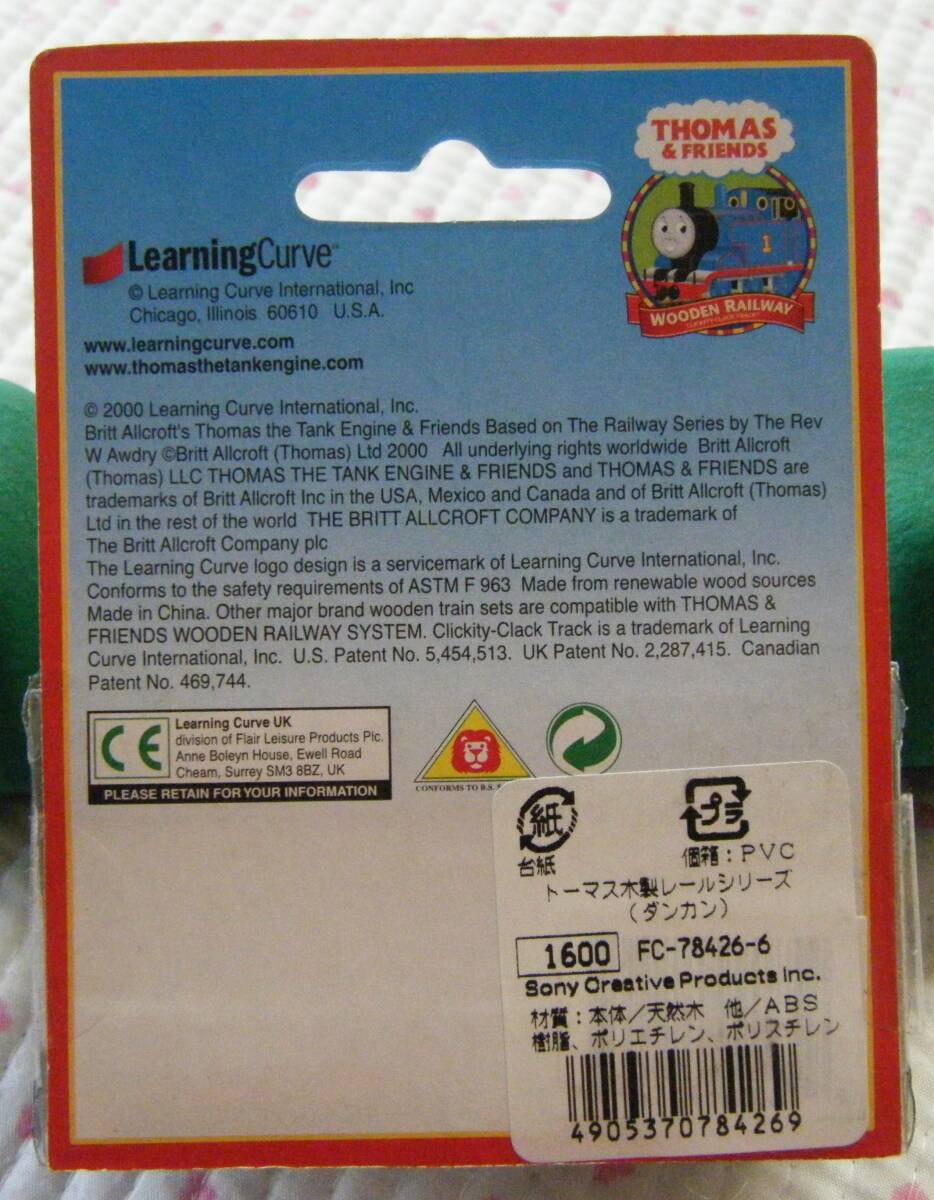 THOMAS
& FRIENDS
1
WOODEN RAILWAY
CLICKITY-CLACK TRACK™
LearningCurve™
© Learning Curve International, Inc
Chicago, Illinois 60610 U.S.A.
www.learningcurve.com
www.thomasthetankengine.com
© 2000 Learning Curve International, Inc.
Britt Allcroft's Thomas the Tank Engine & Friends Based on The Railway Series by The Rev
W Awdry ©Britt Allcroft (Thomas) Ltd 2000 All underlying rights worldwide Britt Allcroft
(Thomas) LLC THOMAS THE TANK ENGINE & FRIENDS and THOMAS & FRIENDS are
trademarks of Britt Allcroft Inc in the USA, Mexico and Canada and of Britt Allcroft (Thomas)
Ltd in the rest of the world THE BRITT ALLCROFT COMPANY is a trademark of
The Britt Allcroft Company plc
The Learning Curve logo design is a servicemark of Learning Curve International, Inc.
Conforms to the safety requirements of ASTM F 963 Made from renewable wood sources
Made in China. Other major brand wooden train sets are compatible with THOMAS &
FRIENDS WOODEN RAILWAY SYSTEM. Clickity-Clack Track is a trademark of Learning
Curve International, Inc. U.S. Patent No. 5,454,513. UK Patent No. 2,287,415. Canadian
Patent No. 469,744.
CE
Learning Curve UK
division of Flair Leisure Products Plc.
Anne Boleyn House, Ewell Road
Cheam, Surrey SM3 8BZ, UK
PLEASE RETAIN FOR YOUR INFORMATION
CONFORMS TO B.S.
紙
プラ
台紙
個箱:PVC
トーマス木製レールシリーズ
(ダンカン)
1600 FC-78426-6
Sony Creative Products Inc.
材質:本体/天然木 他/ABS
樹脂、ポリエチレン、ポリスチレン
4905370784269